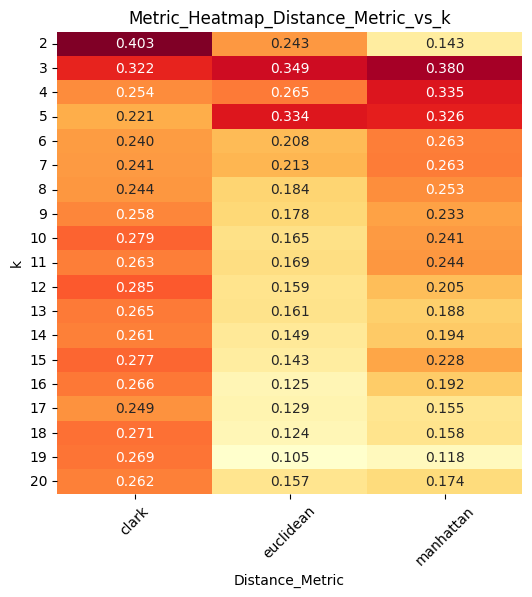 Metric_Heatmap_Distance_Metric_vs_k
2 0.403 0.243 0.143
3 0.322 0.349 0.380
4 0.254 0.265 0.335
5 0.221 0.334 0.326
6 0.240 0.208 0.263
7 0.241 0.213 0.263
8 0.244 0.184 0.253
9 0.258 0.178 0.233
10 0.279 0.165 0.241
11 0.263 0.169 0.244
12 0.285 0.159 0.205
13 0.265 0.161 0.188
14 0.261 0.149 0.194
15 0.277 0.143 0.228
16 0.266 0.125 0.192
17 0.249 0.129 0.155
18 0.271 0.124 0.158
19 0.269 0.105 0.118
20 0.262 0.157 0.174
k
clark euclidean manhattan
Distance_Metric